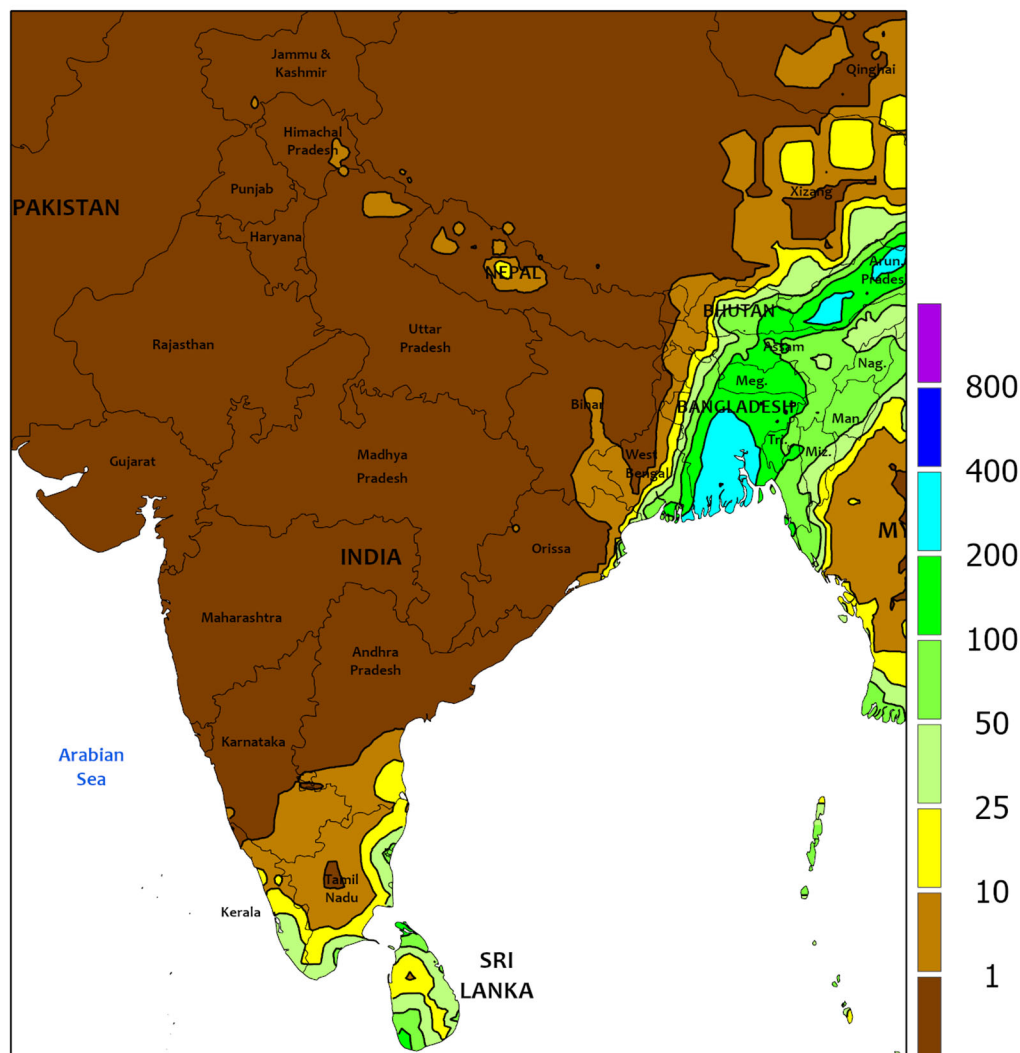 Jammu &
Kashmir
Qinghai
Himachal
Pradesh
Punjab
Xizang
PAKISTAN
Haryana
NEPAL
Arun.
Prades
BHUTAN
Uttar
Pradesh
Rajasthan
Assam
Nag.
Meg.
800
Bihar
BANGLADESH
Man.
Tri.
Miz.
Madhya
Pradesh
West
Bengal
Gujarat
400
INDIA
Orissa
MY
200
Maharashtra
100
Andhra
Pradesh
50
Karnataka
Arabian
Sea
25
Tamil
Nadu
10
Kerala
SRI
LANKA
1